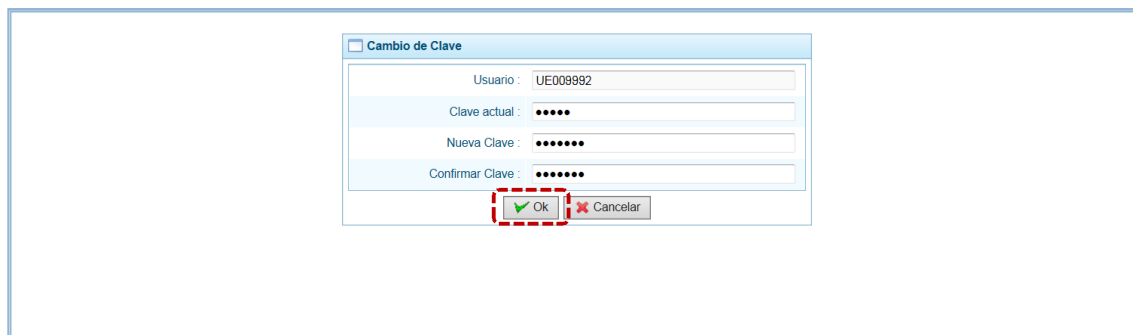 Cambio de Clave
Usuario : UE009992
Clave actual : •••••
Nueva Clave : •••••••
Confirmar Clave : •••••••
Ok Cancelar